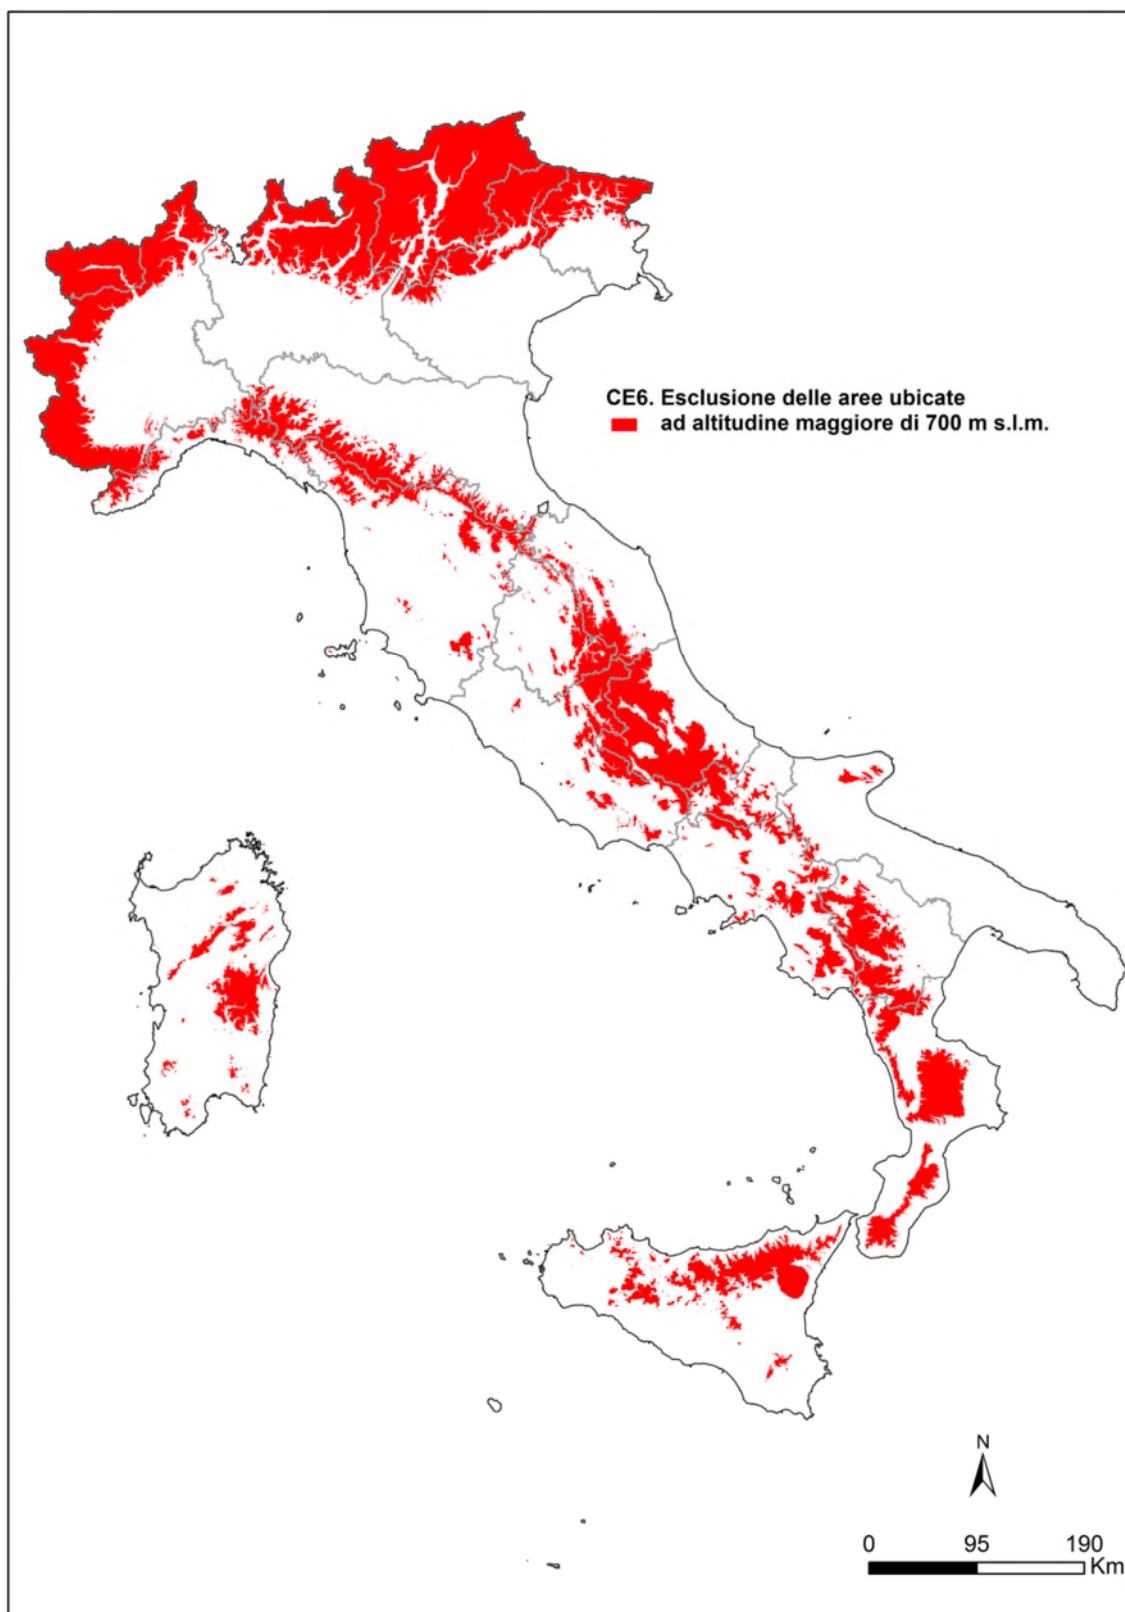 CE6. Esclusione delle aree ubicate
ad altitudine maggiore di 700 m s.l.m.
N
0 95 190
Km